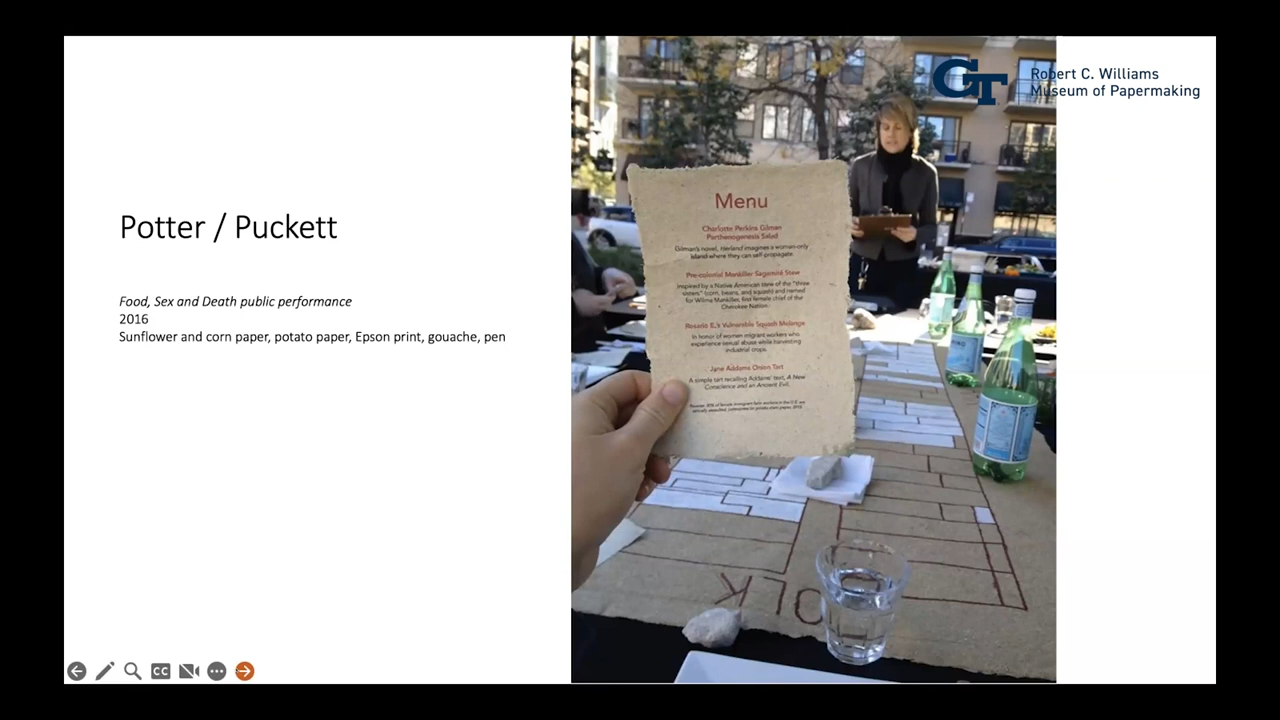 GT
Robert C. Williams
Museum of Papermaking
Potter / Puckett
Food, Sex and Death public performance
2016
Sunflower and corn paper, potato paper, Epson print, gouache, pen
Menu
Charlotte Perkins Gilman
Parthenogenesis Salad
Gilman's novel, Herland imagines a woman-only
island where they can self-propagate.
Pre-colonial Mankiller Sagamité Stew
Inspired by a Native American stew of the "three
sisters" (corn, beans, and squash) and named
for Wilma Mankiller, first female chief of the
Cherokee Nation.
Vulnerable Squash Melange
In honor of women migrant workers who
experience sexual abuse while harvesting
industrial crops.
Jane Addams Onion Tart
A simple tart recalling Addams' text, A New
Conscience and an Ancient Evil.
OLK
CC